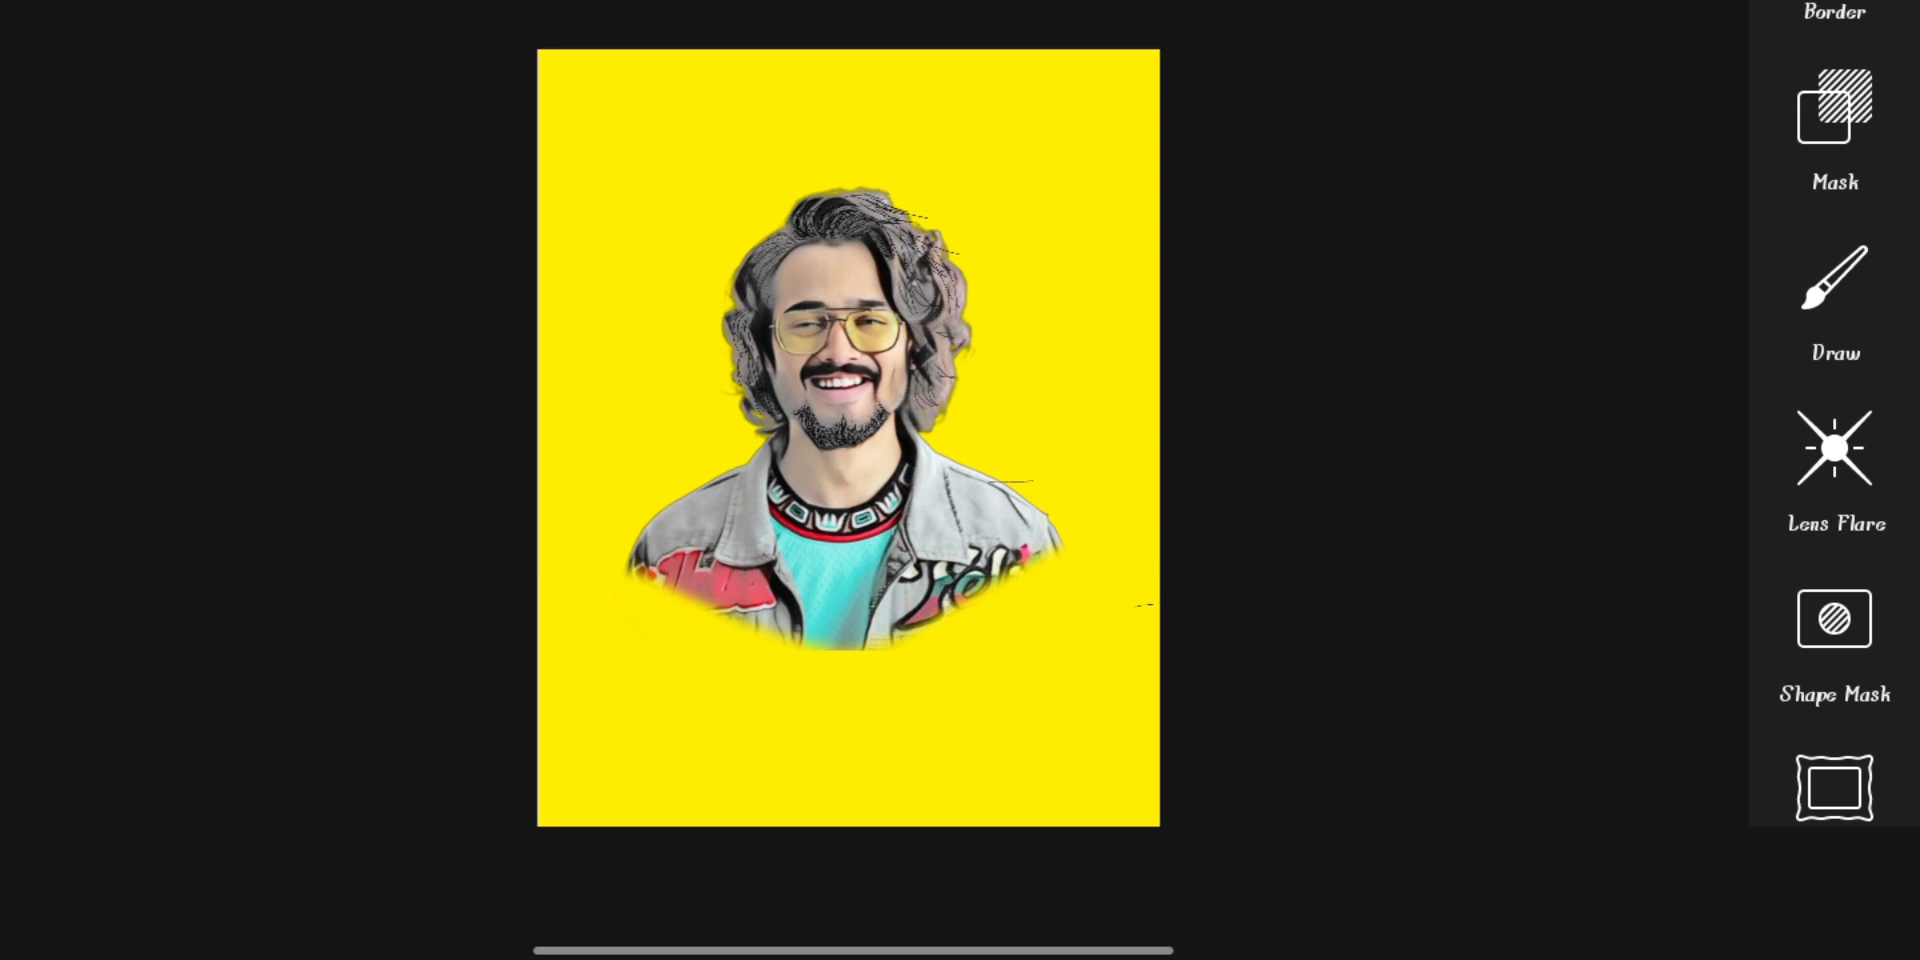 Border
Mask
Draw
Lens Flare
Shape Mask